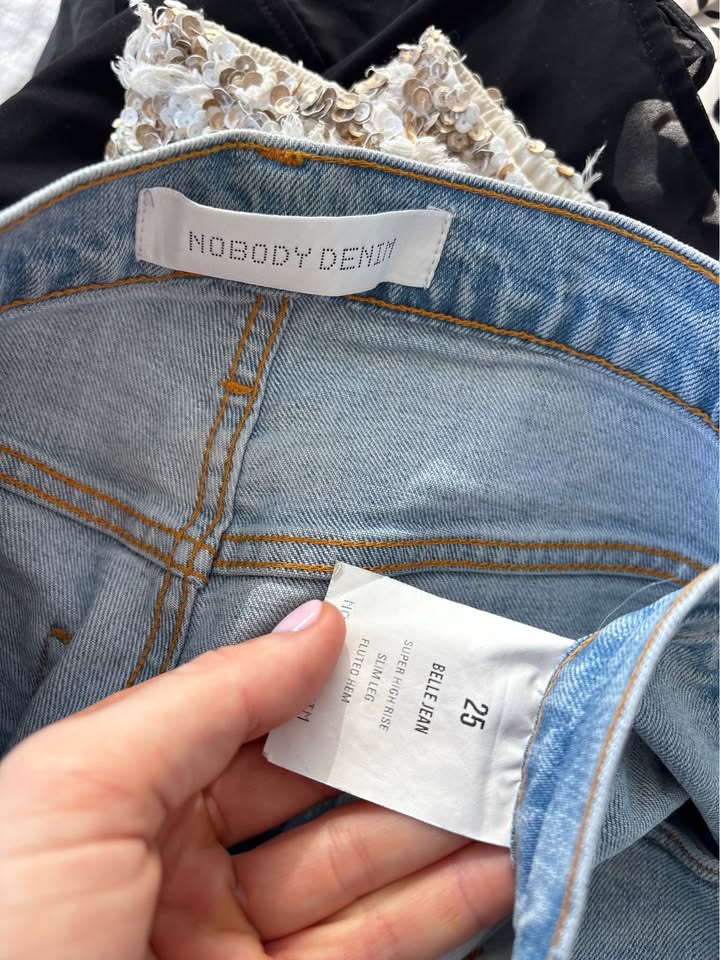 NOBODY DENIM
25
BELLE JEAN
SUPER HIGH RISE
SLIM LEG
FLUTED HEM